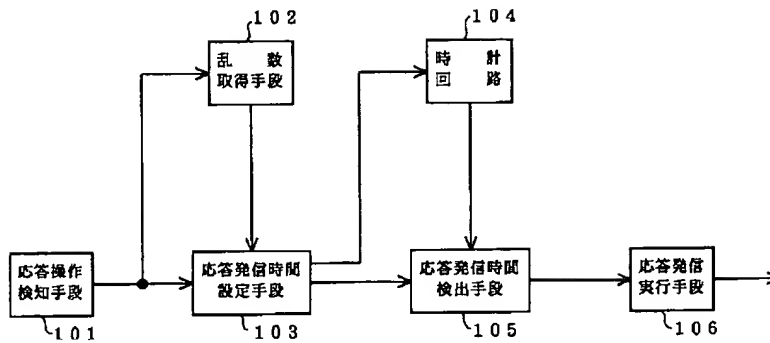 102
乱数
取得手段
104
時計
回路
応答操作
検知手段
101
応答発信時間
設定手段
103
応答発信時間
検出手段
105
応答発信
実行手段
106